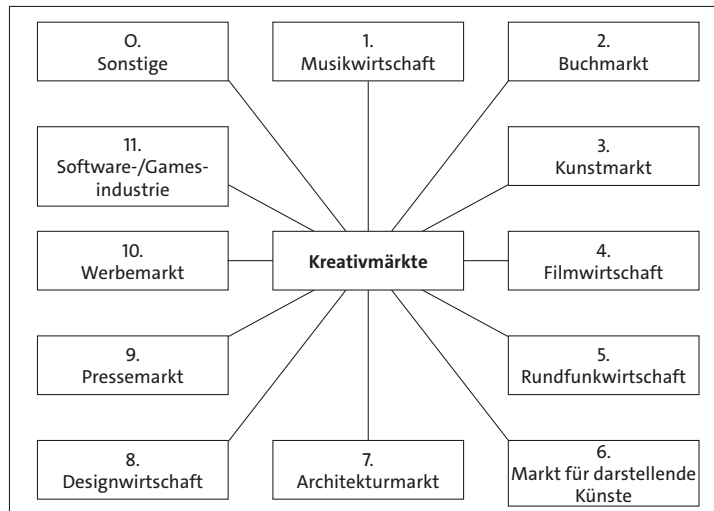 O.
Sonstige
1.
Musikwirtschaft
2.
Buchmarkt
11.
Software-/Games-
industrie
3.
Kunstmarkt
10.
Werbemarkt
Kreativmärkte
4.
Filmwirtschaft
9.
Pressemarkt
5.
Rundfunkwirtschaft
8.
Designwirtschaft
7.
Architekturmarkt
6.
Markt für darstellende
Künste